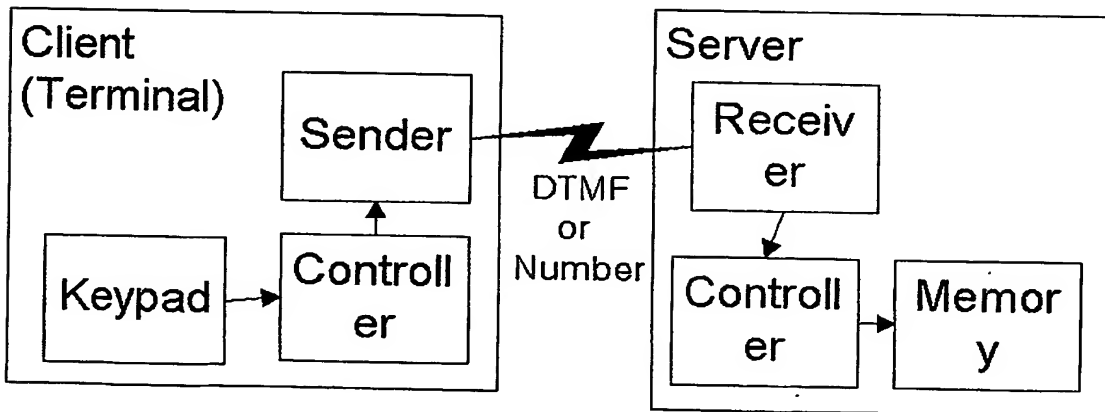 Client
(Terminal)
Sender
Keypad
Controll
er
DTMF
or
Number
Server
Receiv
er
Controll
er
Memor
y